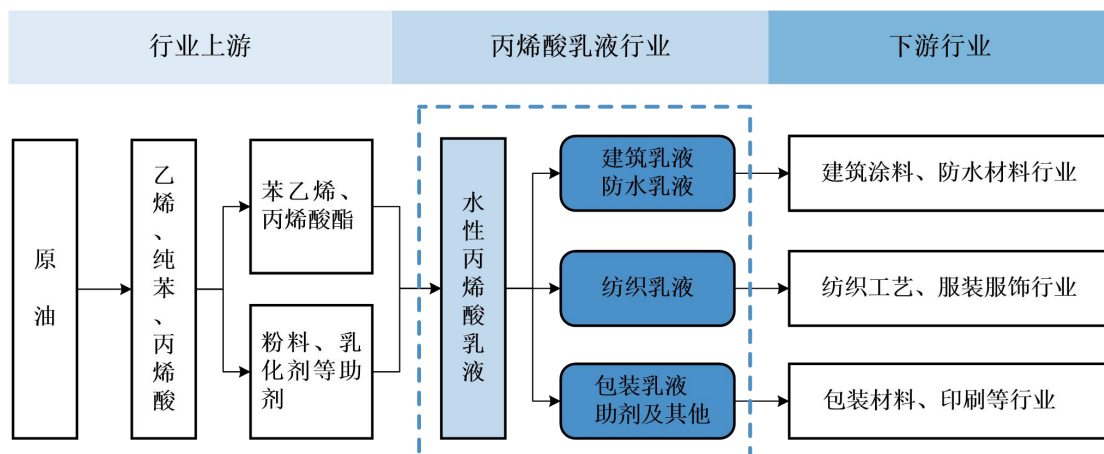 行业上游
丙烯酸乳液行业
下游行业
原油
乙烯、纯苯、丙烯酸
苯乙烯、
丙烯酸酯
粉料、乳
化剂等助
剂
水性丙烯酸乳液
建筑乳液
防水乳液
纺织乳液
包装乳液
助剂及其他
建筑涂料、防水材料行业
纺织工艺、服装服饰行业
包装材料、印刷等行业